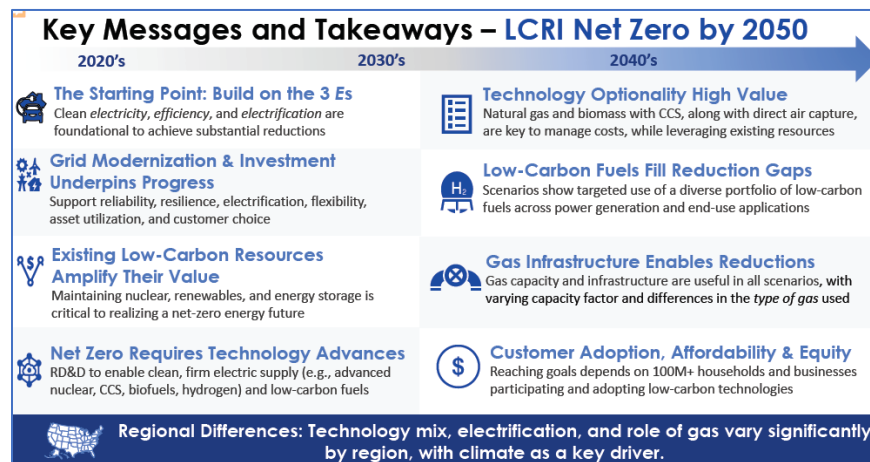 Key Messages and Takeaways – LCRI Net Zero by 2050
2020's
2030's
2040's
The Starting Point: Build on the 3 Es
Clean electricity, efficiency, and electrification are
foundational to achieve substantial reductions
Grid Modernization & Investment
Underpins Progress
Support reliability, resilience, electrification, flexibility,
asset utilization, and customer choice
Existing Low-Carbon Resources
Amplify Their Value
Maintaining nuclear, renewables, and energy storage is
critical to realizing a net-zero energy future
Net Zero Requires Technology Advances
RD&D to enable clean, firm electric supply (e.g., advanced
nuclear, CCS, biofuels, hydrogen) and low-carbon fuels
Technology Optionality High Value
Natural gas and biomass with CCS, along with direct air capture,
are key to manage costs, while leveraging existing resources
H2
Low-Carbon Fuels Fill Reduction Gaps
Scenarios show targeted use of a diverse portfolio of low-carbon
fuels across power generation and end-use applications
Gas Infrastructure Enables Reductions
Gas capacity and infrastructure are useful in all scenarios, with
varying capacity factor and differences in the type of gas used
$
Customer Adoption, Affordability & Equity
Reaching goals depends on 100M+ households and businesses
participating and adopting low-carbon technologies
Regional Differences: Technology mix, electrification, and role of gas vary significantly
by region, with climate as a key driver.